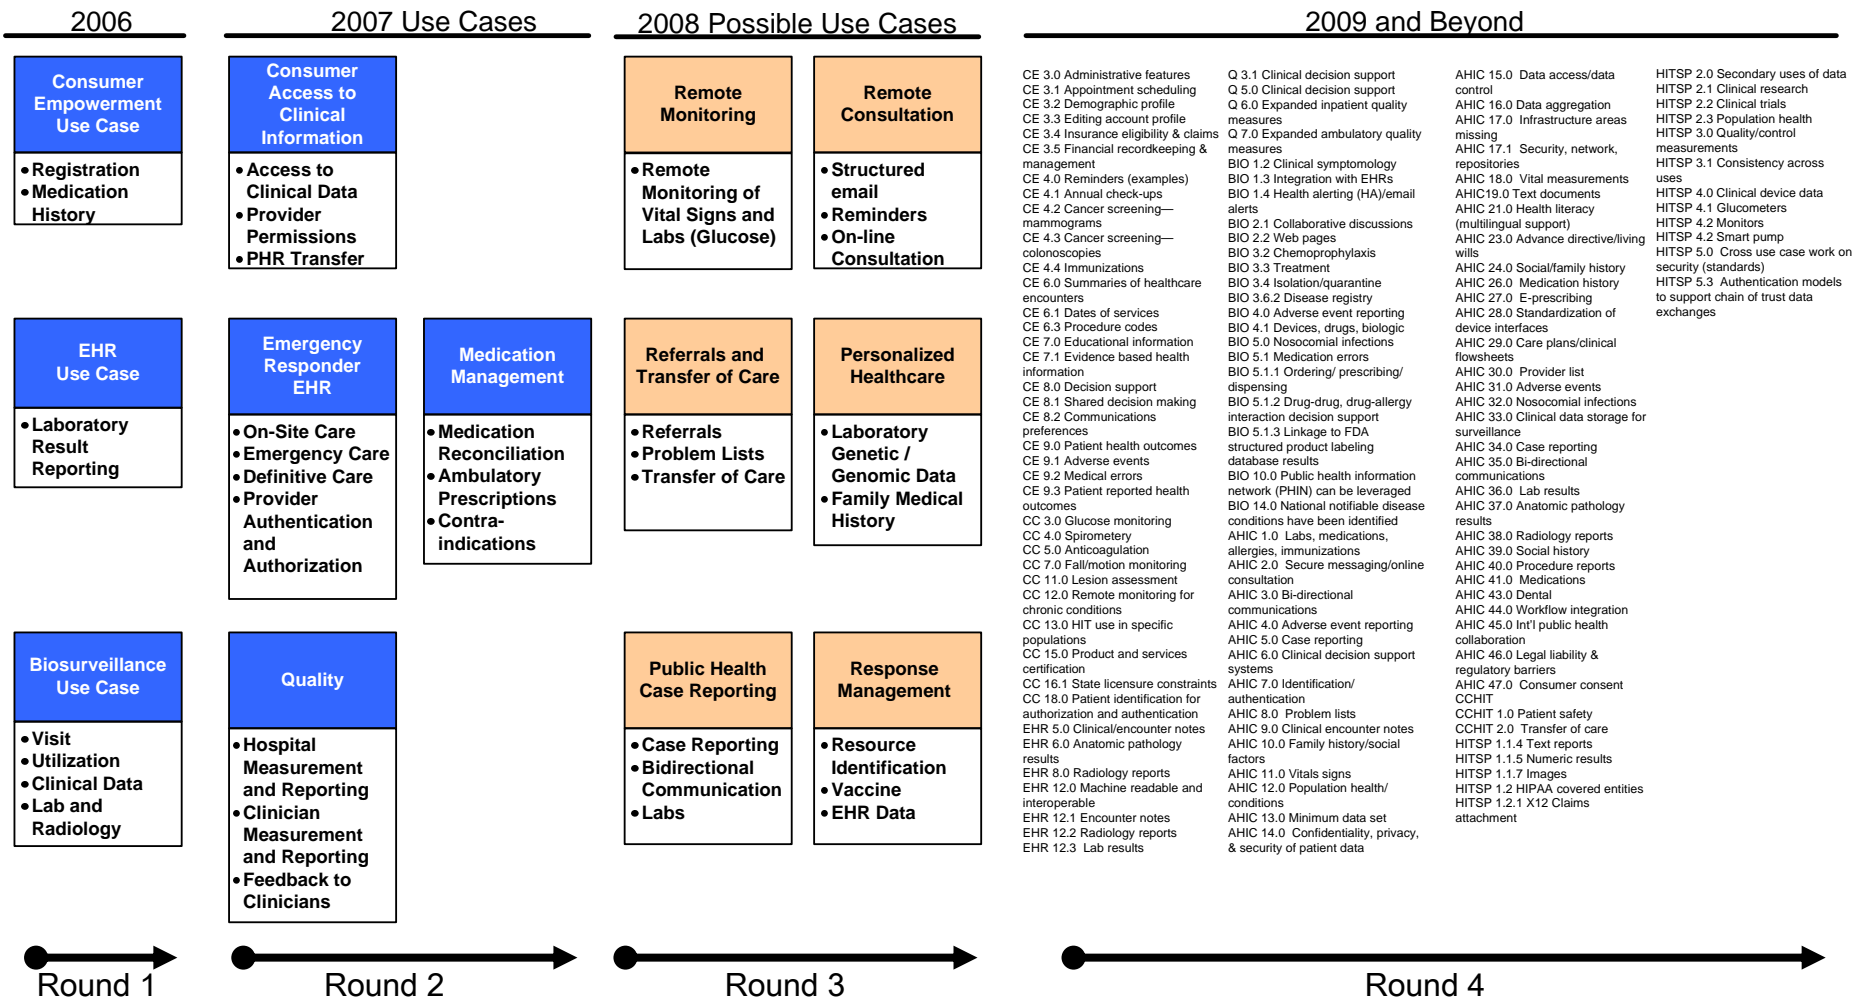 2006
2007 Use Cases
2008 Possible Use Cases
2009 and Beyond
Consumer
Empowerment
Use Case
Registration
Medication
History
Consumer
Access to
Clinical
Information
Access to
Clinical Data
Provider
Permissions
PHR Transfer
Remote
Monitoring
Remote
Monitoring of
Vital Signs and
Labs (Glucose)
Remote
Consultation
Structured
email
Reminders
On-line
Consultation
EHR
Use Case
Laboratory
Result
Reporting
Emergency
Responder
EHR
On-Site Care
Emergency Care
Definitive Care
Provider
Authentication
and
Authorization
Medication
Management
Medication
Reconciliation
Ambulatory
Prescriptions
Contra-
indications
Referrals and
Transfer of Care
Referrals
Problem Lists
Transfer of Care
Personalized
Healthcare
Laboratory
Genetic /
Genomic Data
Family Medical
History
Biosurveillance
Use Case
Visit
Utilization
Clinical Data
Lab and
Radiology
Quality
Hospital
Measurement
and Reporting
Clinician
Measurement
and Reporting
Feedback to
Clinicians
Public Health
Case Reporting
Case Reporting
Bidirectional
Communication
Labs
Response
Management
Resource
Identification
Vaccine
EHR Data
CE 3.0 Administrative features
CE 3.1 Appointment scheduling
CE 3.2 Demographic profile
CE 3.3 Editing account profile
CE 3.4 Insurance eligibility & claims
CE 3.5 Financial recordkeeping &
management
CE 4.0 Reminders (examples)
CE 4.1 Annual check-ups
CE 4.2 Cancer screening—
mammograms
CE 4.3 Cancer screening—
colonoscopies
CE 4.4 Immunizations
CE 6.0 Summaries of healthcare
encounters
CE 6.1 Dates of services
CE 6.3 Procedure codes
CE 7.0 Educational information
CE 7.1 Evidence based health
information
CE 8.0 Decision support
CE 8.1 Shared decision making
CE 8.2 Communications
preferences
CE 9.0 Patient health outcomes
CE 9.1 Adverse events
CE 9.2 Medical errors
CE 9.3 Patient reported health
outcomes
CC 3.0 Glucose monitoring
CC 4.0 Spirometery
CC 5.0 Anticoagulation
CC 7.0 Fall/motion monitoring
CC 11.0 Lesion assessment
CC 12.0 Remote monitoring for
chronic conditions
CC 13.0 HIT use in specific
populations
CC 15.0 Product and services
certification
CC 16.1 State licensure constraints
CC 18.0 Patient identification for
authorization and authentication
EHR 5.0 Clinical/encounter notes
EHR 6.0 Anatomic pathology
results
EHR 8.0 Radiology reports
EHR 12.0 Machine readable and
interoperable
EHR 12.1 Encounter notes
EHR 12.2 Radiology reports
EHR 12.3 Lab results
Q 3.1 Clinical decision support
Q 5.0 Clinical decision support
Q 6.0 Expanded inpatient quality
measures
Q 7.0 Expanded ambulatory quality
measures
BIO 1.2 Clinical symptomology
BIO 1.3 Integration with EHRs
BIO 1.4 Health alerting (HA)/email
alerts
BIO 2.1 Collaborative discussions
BIO 2.2 Web pages
BIO 3.2 Chemoprophylaxis
BIO 3.3 Treatment
BIO 3.4 Isolation/quarantine
BIO 3.6.2 Disease registry
BIO 4.0 Adverse event reporting
BIO 4.1 Devices, drugs, biologic
BIO 5.0 Nosocomial infections
BIO 5.1 Medication errors
BIO 5.1.1 Ordering/ prescribing/
dispensing
BIO 5.1.2 Drug-drug, drug-allergy
interaction decision support
BIO 5.1.3 Linkage to FDA
structured product labeling
database results
BIO 10.0 Public health information
network (PHIN) can be leveraged
BIO 14.0 National notifiable disease
conditions have been identified
AHIC 1.0 Labs, medications,
allergies, immunizations
AHIC 2.0 Secure messaging/online
consultation
AHIC 3.0 Bi-directional
communications
AHIC 4.0 Adverse event reporting
AHIC 5.0 Case reporting
AHIC 6.0 Clinical decision support
systems
AHIC 7.0 Identification/
authentication
AHIC 8.0 Problem lists
AHIC 9.0 Clinical encounter notes
AHIC 10.0 Family history/social
factors
AHIC 11.0 Vitals signs
AHIC 12.0 Population health/
conditions
AHIC 13.0 Minimum data set
AHIC 14.0 Confidentiality, privacy,
& security of patient data
AHIC 15.0 Data access/data
control
AHIC 16.0 Data aggregation
AHIC 17.0 Infrastructure areas
missing
AHIC 17.1 Security, network,
repositories
AHIC 18.0 Vital measurements
AHIC19.0 Text documents
AHIC 21.0 Health literacy
(multilingual support)
AHIC 23.0 Advance directive/living
wills
AHIC 24.0 Social/family history
AHIC 26.0 Medication history
AHIC 27.0 E-prescribing
AHIC 28.0 Standardization of
device interfaces
AHIC 29.0 Care plans/clinical
flowsheets
AHIC 30.0 Provider list
AHIC 31.0 Adverse events
AHIC 32.0 Nosocomial infections
AHIC 33.0 Clinical data storage for
surveillance
AHIC 34.0 Case reporting
AHIC 35.0 Bi-directional
communications
AHIC 36.0 Lab results
AHIC 37.0 Anatomic pathology
results
AHIC 38.0 Radiology reports
AHIC 39.0 Social history
AHIC 40.0 Procedure reports
AHIC 41.0 Medications
AHIC 43.0 Dental
AHIC 44.0 Workflow integration
AHIC 45.0 Int'l public health
collaboration
AHIC 46.0 Legal liability &
regulatory barriers
AHIC 47.0 Consumer consent
CCHIT
CCHIT 1.0 Patient safety
CCHIT 2.0 Transfer of care
HITSP 1.1.4 Text reports
HITSP 1.1.5 Numeric results
HITSP 1.1.7 Images
HITSP 1.2 HIPAA covered entities
HITSP 1.2.1 X12 Claims
attachment
HITSP 2.0 Secondary uses of data
HITSP 2.1 Clinical research
HITSP 2.2 Clinical trials
HITSP 2.3 Population health
HITSP 3.0 Quality/control
measurements
HITSP 3.1 Consistency across
uses
HITSP 4.0 Clinical device data
HITSP 4.1 Glucometers
HITSP 4.2 Monitors
HITSP 4.2 Smart pump
HITSP 5.0 Cross use case work on
security (standards)
HITSP 5.3 Authentication models
to support chain of trust data
exchanges
Round 1
Round 2
Round 3
Round 4